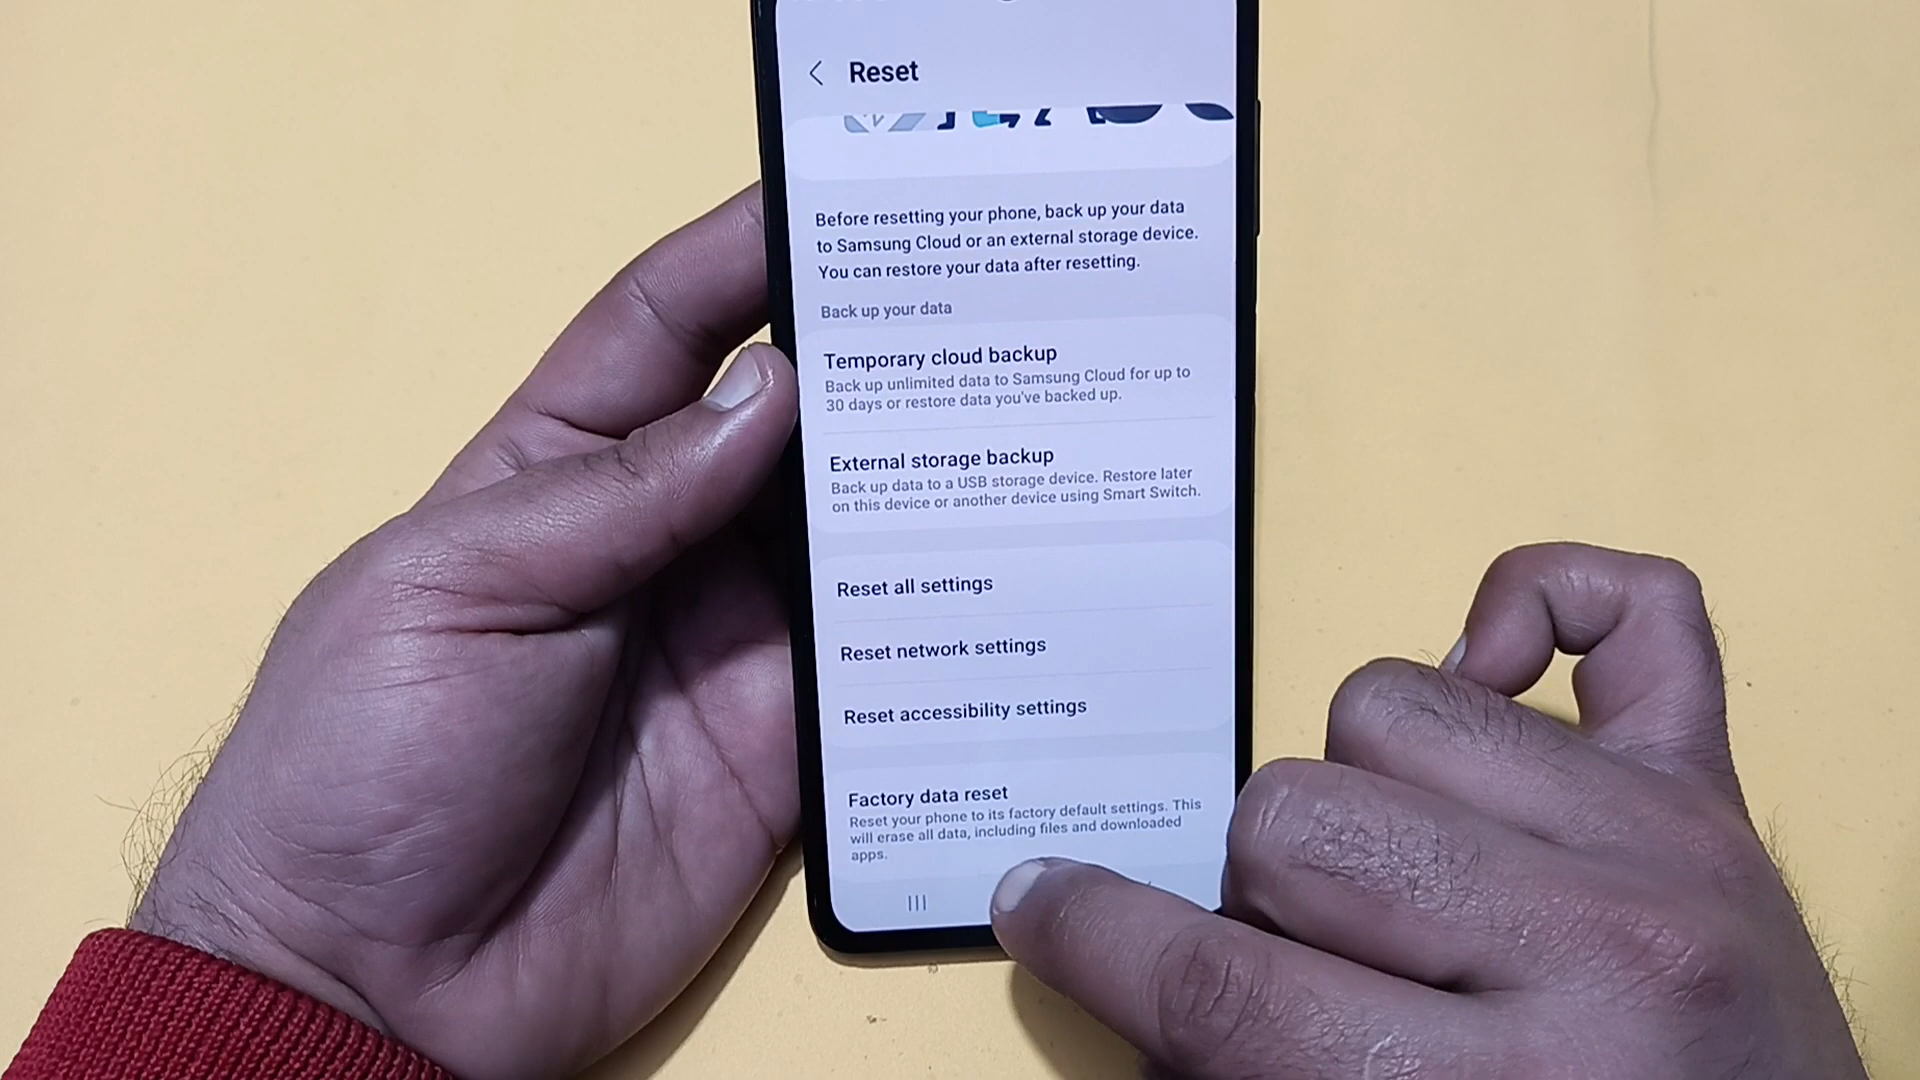 Reset
Before resetting your phone, back up your data
to Samsung Cloud or an external storage device.
You can restore your data after resetting.
Back up your data
Temporary cloud backup
Back up unlimited data to Samsung Cloud for up to
30 days or restore data you've backed up.
External storage backup
Back up data to a USB storage device. Restore later
on this device or another device using Smart Switch.
Reset all settings
Reset network settings
Reset accessibility settings
Factory data reset
Reset your phone to its factory default settings. This
will erase all data, including files and downloaded
apps.